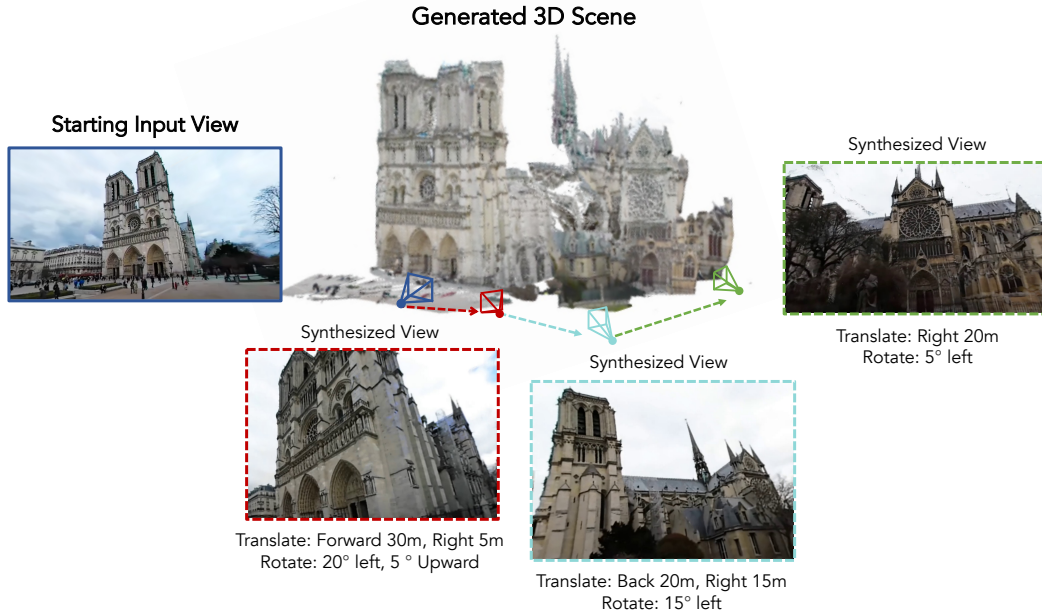 Generated 3D Scene
Starting Input View
Synthesized View
Translate: Forward 30m, Right 5m
Rotate: 20° left, 5 ° Upward
Synthesized View
Translate: Back 20m, Right 15m
Rotate: 15° left
Synthesized View
Translate: Right 20m
Rotate: 5° left